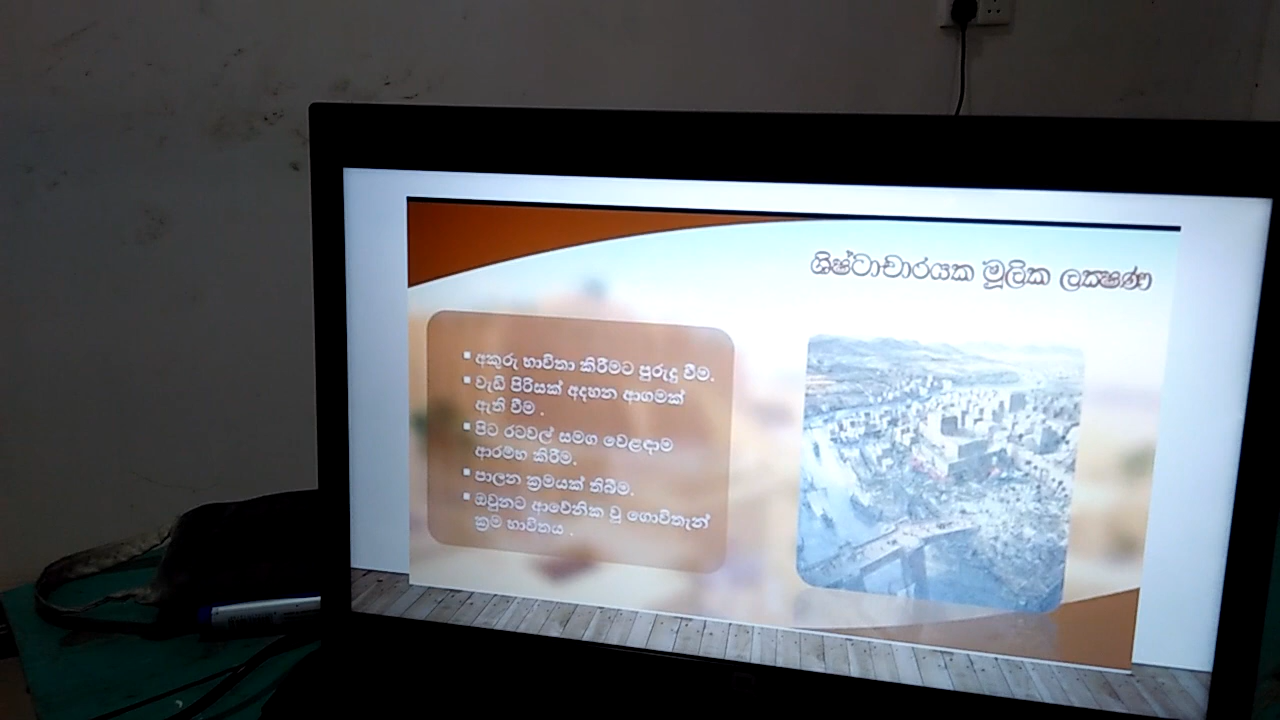 ශිෂ්ටාචාරයක මූලික ලක්ෂණ
▪ අකුරු භාවිතා කිරීමට පුරුදු වීම.
▪ වැඩි පිරිසක් අදහන ආගමක්
ඇති වීම .
▪ පිට රටවල් සමග වෙළඳාම
ආරම්භ කිරීම.
▪ පාලන ක්‍රමයක් තිබීම.
▪ ඔවුනට ආවේනික වූ ගොවිතැන්
ක්‍රම භාවිතය .